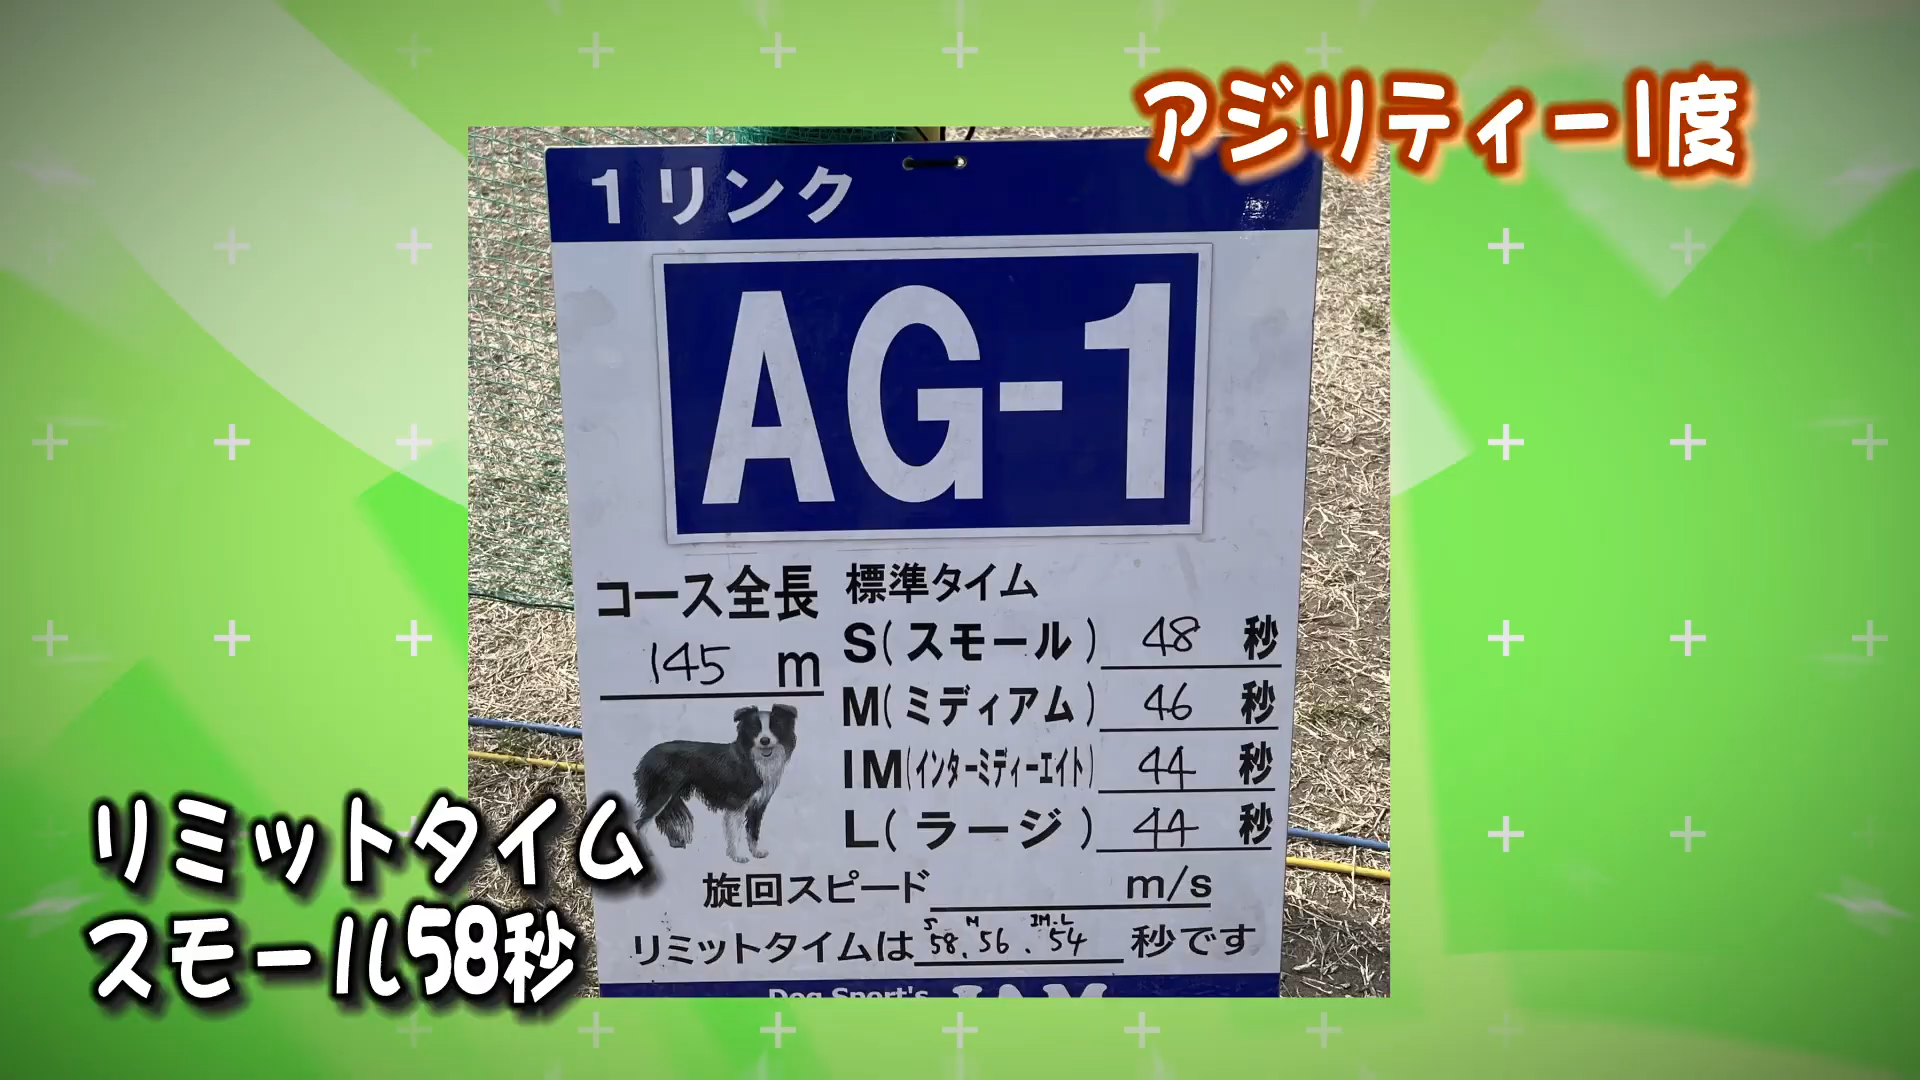 アジリティー1度
1リンク
AG-1
コース全長
145 m
標準タイム
S(スモール) 48 秒
M(ミディアム) 46 秒
IM(インターミディーエイト) 44 秒
L(ラージ) 44 秒
旋回スピード m/s
S M IM.L
リミットタイムは 58.56.54 秒です
Dog Sport's
リミットタイム
スモール58秒